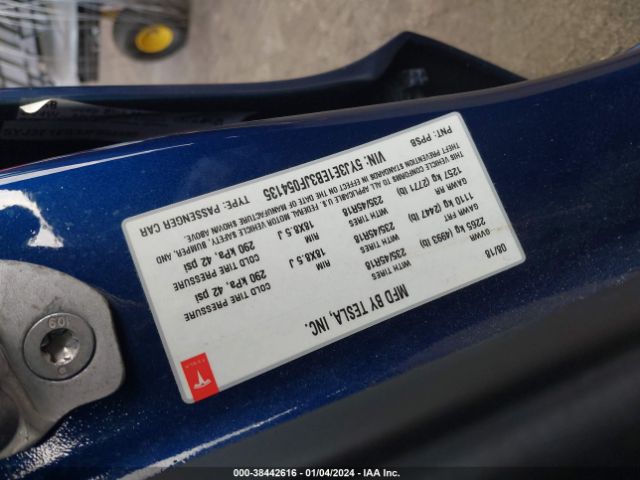 MFD BY TESLA, INC.
08/18
GVWR
2265 kg (4993 lb)
GAWR FRT
1110 kg (2447 lb)
WITH TIRES
235/45R18
RIM
18X8.5 J
COLD TIRE PRESSURE
290 kPa, 42 psi
GAWR RR
1257 kg (2771 lb)
WITH TIRES
235/45R18
RIM
18X8.5 J
COLD TIRE PRESSURE
290 kPa, 42 psi
THIS VEHICLE CONFORMS TO ALL APPLICABLE U.S. FEDERAL MOTOR VEHICLE SAFETY, BUMPER, AND
THEFT PREVENTION STANDARDS IN EFFECT ON THE DATE OF MANUFACTURE SHOWN ABOVE.
VIN: 5YJ3E1EB3JF054135
TYPE: PASSENGER CAR
PNT: PPSB
TESLA
60
000-38442616 - 01/04/2024 - IAA Inc.